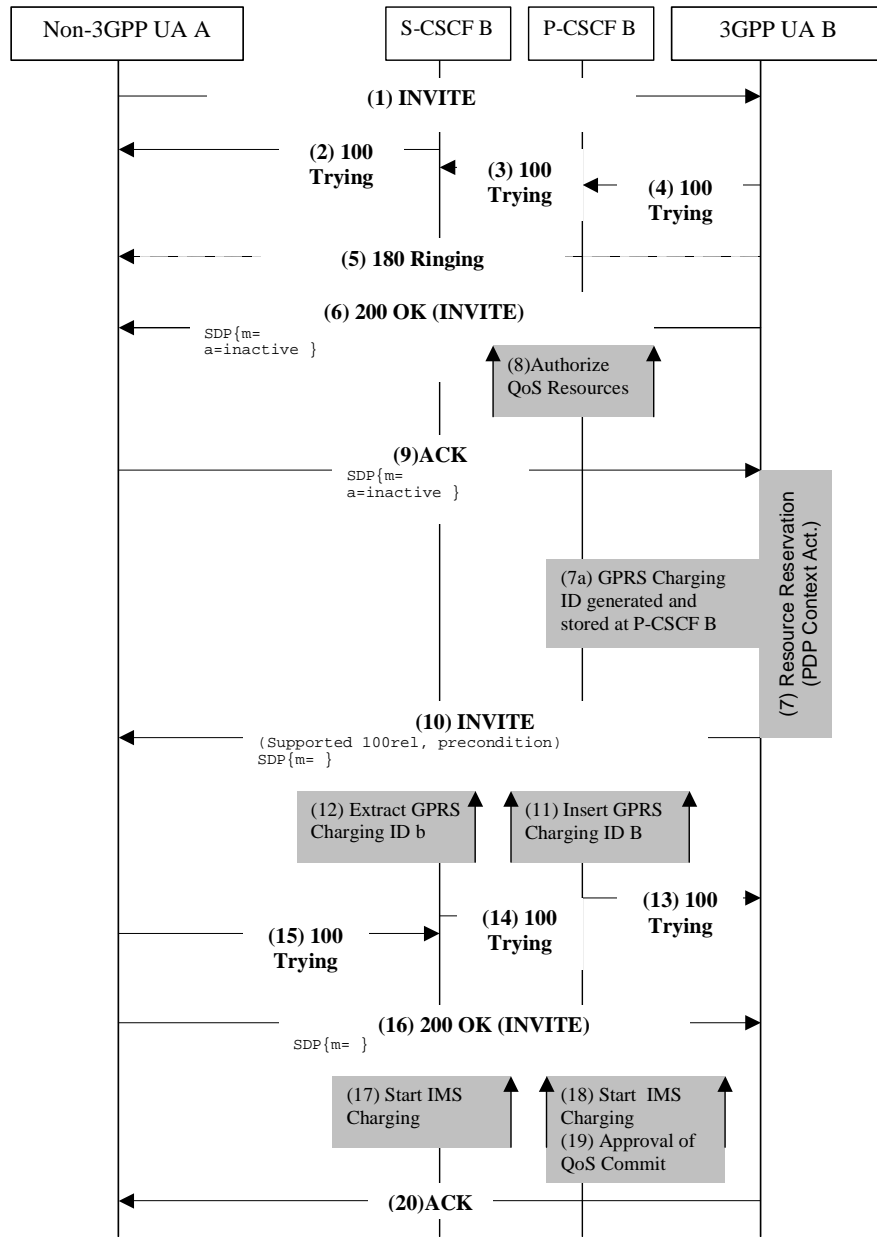 Non-3GPP UA A
S-CSCF B
P-CSCF B
3GPP UA B
(1) INVITE
(2) 100
Trying
(3) 100
Trying
(4) 100
Trying
(5) 180 Ringing
(6) 200 OK (INVITE)
SDP{m=
a=inactive }
(8)Authorize
QoS Resources
(9)ACK
SDP{m=
a=inactive }
(7) Resource Reservation
(PDP Context Act.)
(7a) GPRS Charging
ID generated and
stored at P-CSCF B
(10) INVITE
(Supported 100rel, precondition)
SDP{m= }
(12) Extract GPRS
Charging ID b
(11) Insert GPRS
Charging ID B
(13) 100
Trying
(14) 100
Trying
(15) 100
Trying
(16) 200 OK (INVITE)
SDP{m= }
(17) Start IMS
Charging
(18) Start IMS
Charging
(19) Approval of
QoS Commit
(20)ACK